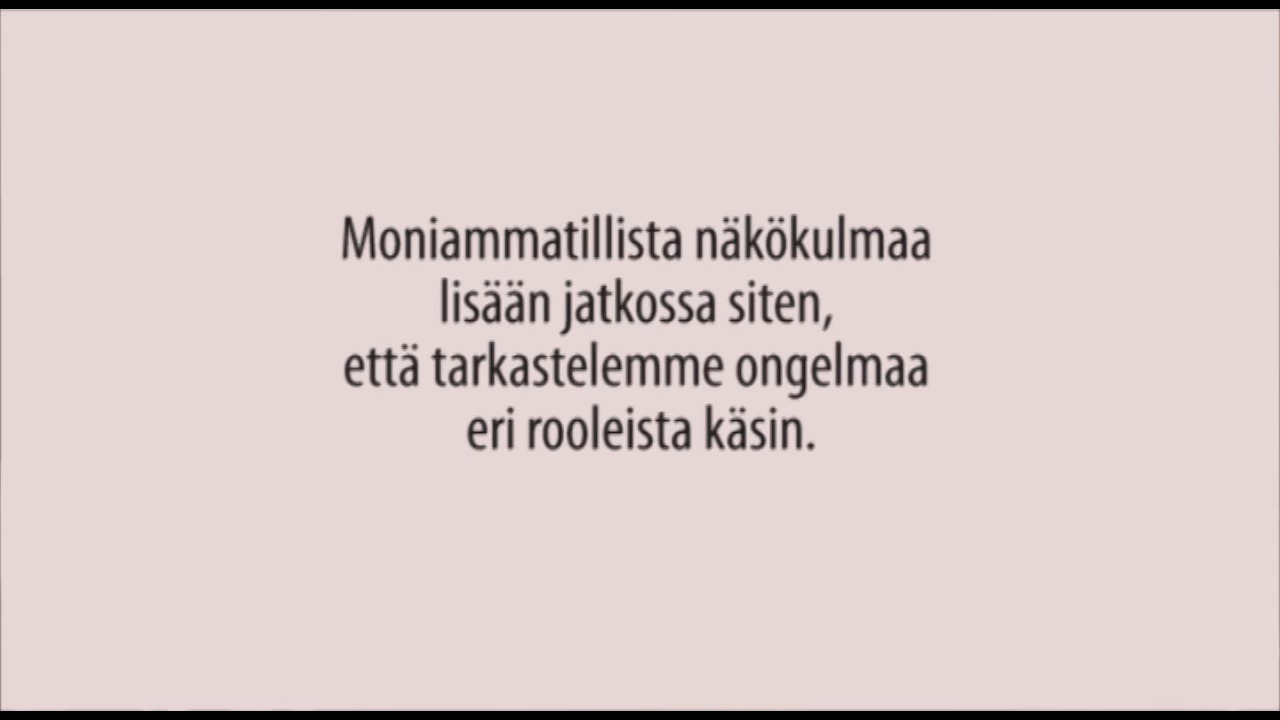 Moniammatillista näkökulmaa
lisään jatkossa siten,
että tarkastelemme ongelmaa
eri rooleista käsin.